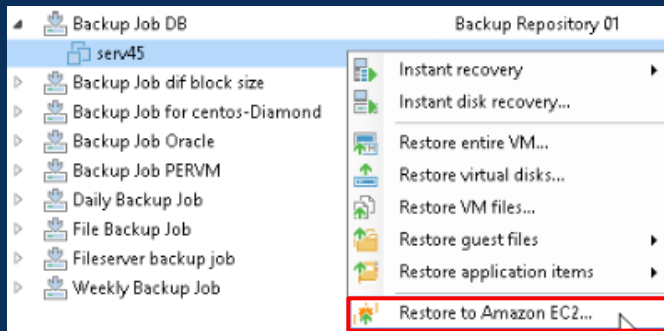 Backup Job DB Backup Repository 01
serv45
Backup Job dif block size
Backup Job for centos-Diamond
Backup Job Oracle
Backup Job PERVM
Daily Backup Job
File Backup Job
Fileserver backup job
Weekly Backup Job
Instant recovery
Instant disk recovery...
Restore entire VM...
Restore virtual disks...
Restore VM files...
Restore guest files
Restore application items
Restore to Amazon EC2...